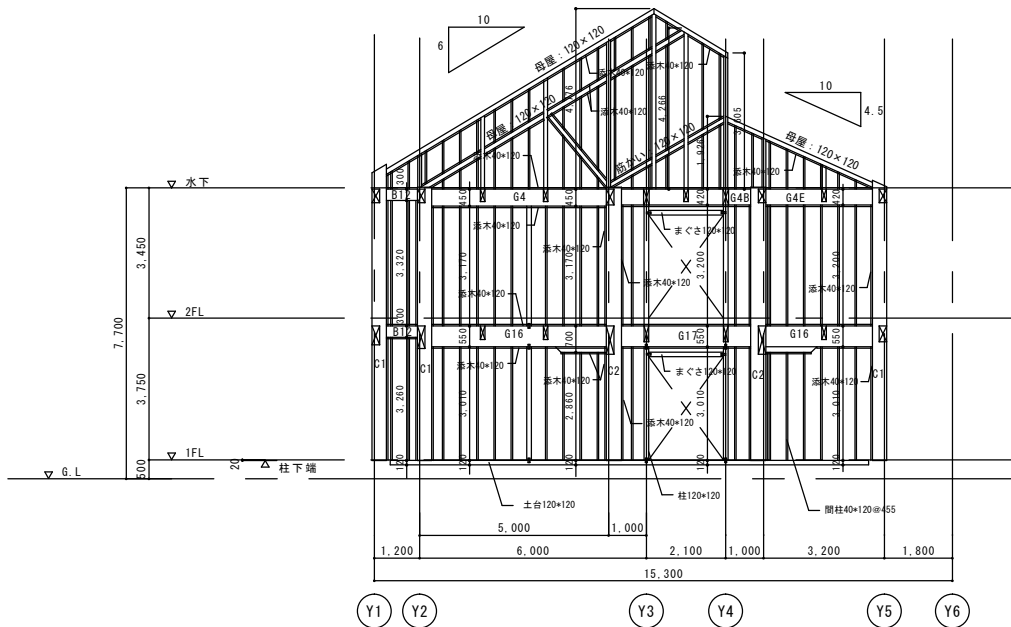 10
6
母屋：120×120
添木40*120
添木40*120
4,266
添木40*120
10
4.5
母屋：120×120
筋かい：120×120
1,926
母屋：120×120
添木40*120
添木40*120
水下
300
B12
450
G4
450
420
G4B
G4E
420
添木40*120
まぐさ120*120
添木40*120
3,450
3,320
3,170
3,170
3,200
3,200
添木40*120
添木40*120
添木40*120
2FL
7,700
300
B12
550
G16
700
G17
550
G16
550
C1
C1
添木40*120
添木40*120
C2
まぐさ120*120
C2
添木40*120
C1
3,750
3,260
3,010
2,860
3,010
3,010
添木40*120
1FL
G.L
500
20
柱下端
120
120
120
120
120
土台120*120
柱120*120
間柱40*120@455
5,000
1,000
1,200
6,000
2,100
1,000
3,200
1,800
15,300
Y1
Y2
Y3
Y4
Y5
Y6